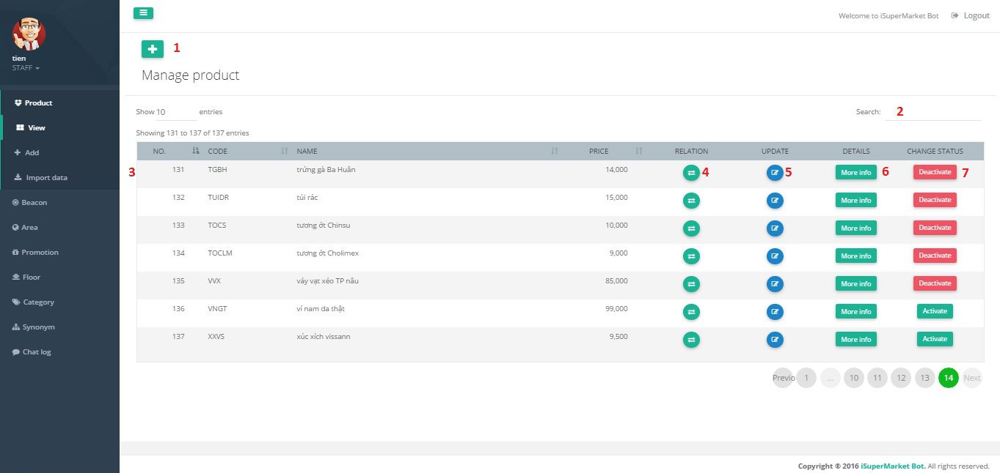 Welcome to iSuperMarket Bot Logout
tien
STAFF
Product
View
Add
Import data
Beacon
Area
Promotion
Floor
Category
Synonym
Chat log
1
Manage product
Show 10 entries
Search: 2
Showing 131 to 137 of 137 entries
NO. CODE NAME PRICE RELATION UPDATE DETAILS CHANGE STATUS
3 131 TGBH trứng gà Ba Huân 14,000 4 5 More info 6 Deactivate 7
132 TUIDR túi rác 15,000 More info Deactivate
133 TOCS tương ớt Chinsu 10,000 More info Deactivate
134 TOCLM tương ớt Cholimex 9,000 More info Deactivate
135 VVX váy vạt xéo TP nâu 85,000 More info Deactivate
136 VNGT ví nam da thật 99,000 More info Activate
137 XXVS xúc xích vissann 9,500 More info Activate
Previo 1 ... 10 11 12 13 14 Next
Copyright © 2016 iSuperMarket Bot. All rights reserved.